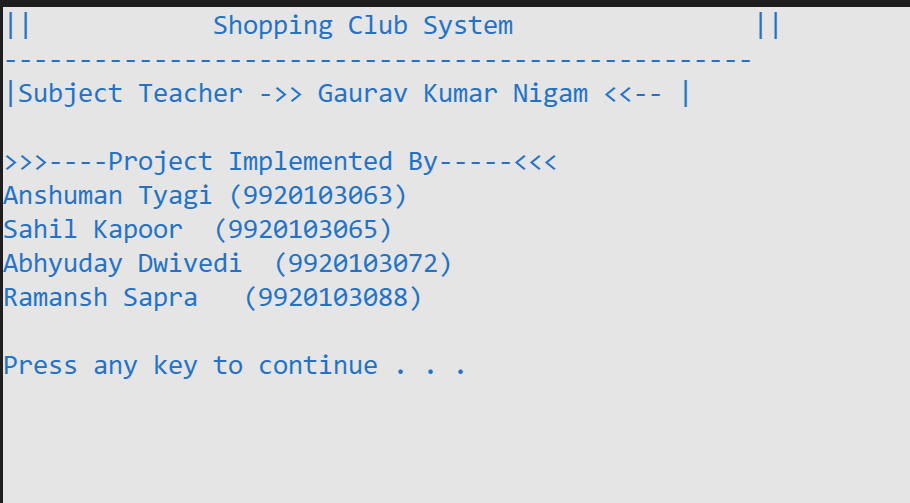 ||            Shopping Club System                ||
--------------------------------------------------
|Subject Teacher ->> Gaurav Kumar Nigam <<-- |
>>>----Project Implemented By-----<<<
Anshuman Tyagi (9920103063)
Sahil Kapoor  (9920103065)
Abhyuday Dwivedi  (9920103072)
Ramansh Sapra   (9920103088)
Press any key to continue . . .